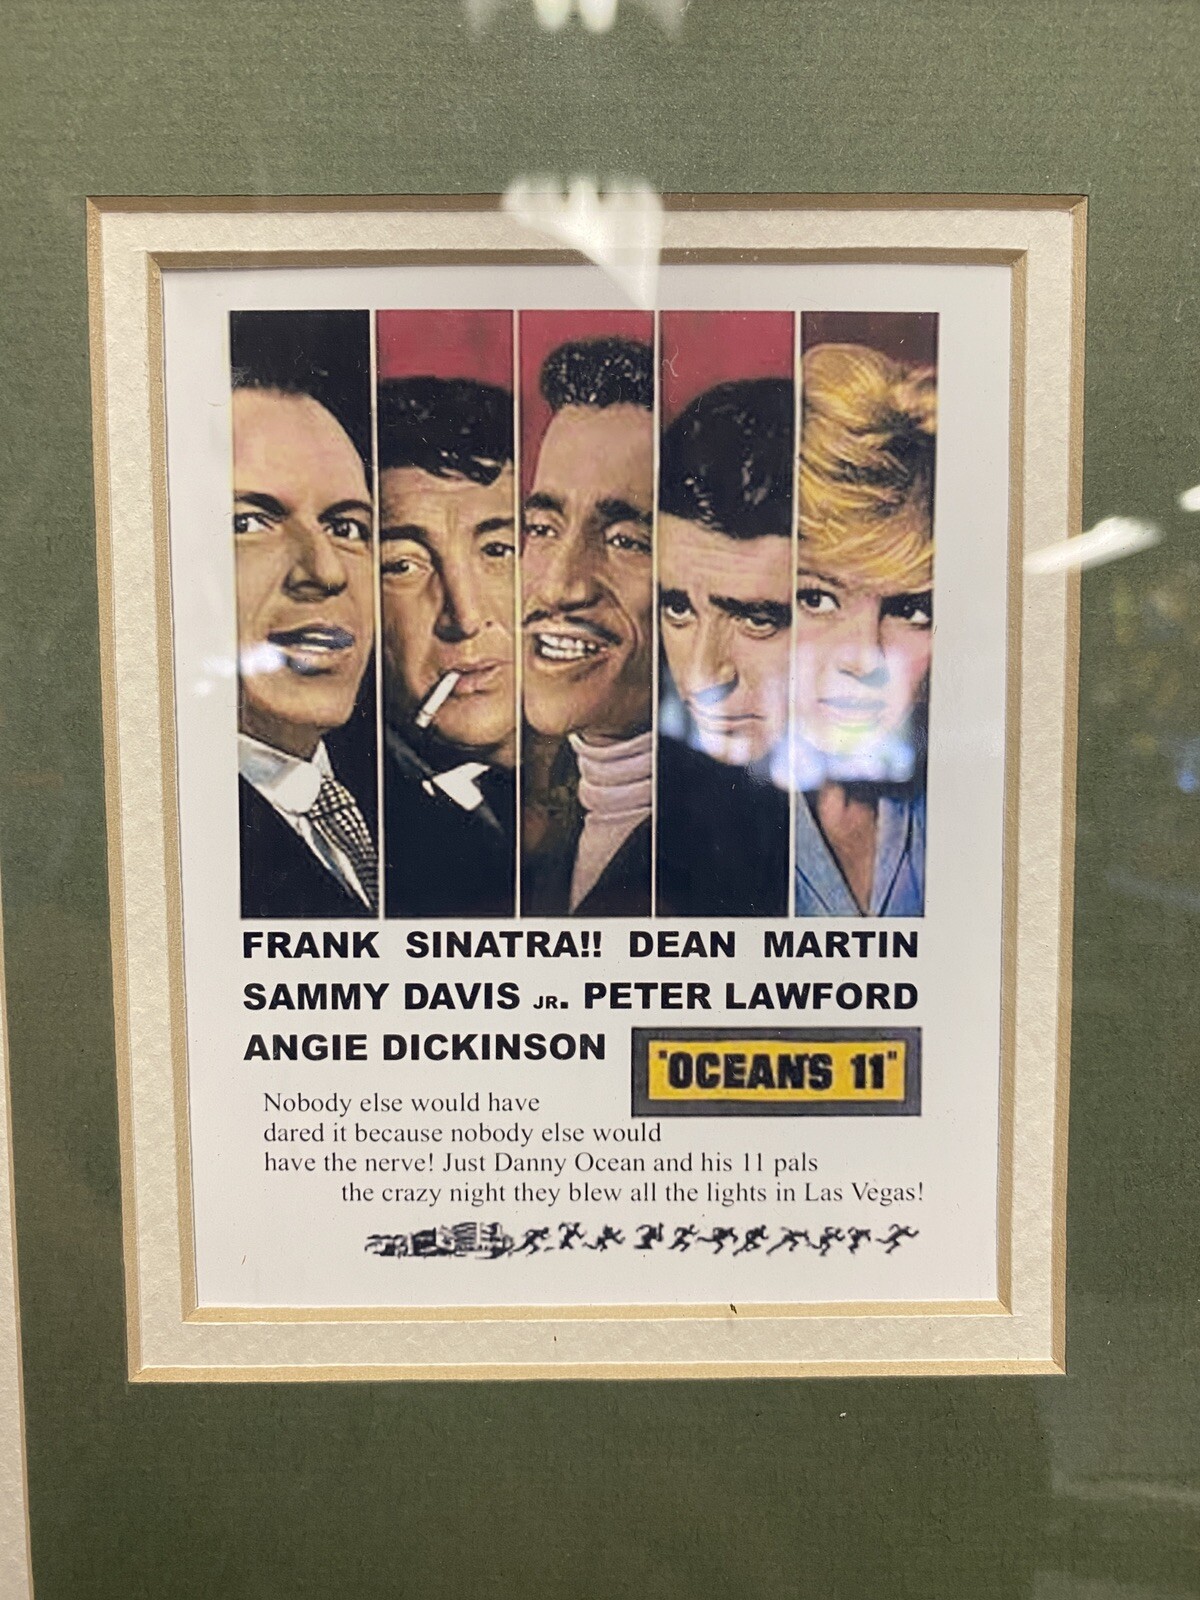 FRANK SINATRA!! DEAN MARTIN
SAMMY DAVIS JR. PETER LAWFORD
ANGIE DICKINSON
"OCEAN'S 11"
Nobody else would have
dared it because nobody else would
have the nerve! Just Danny Ocean and his 11 pals
the crazy night they blew all the lights in Las Vegas!